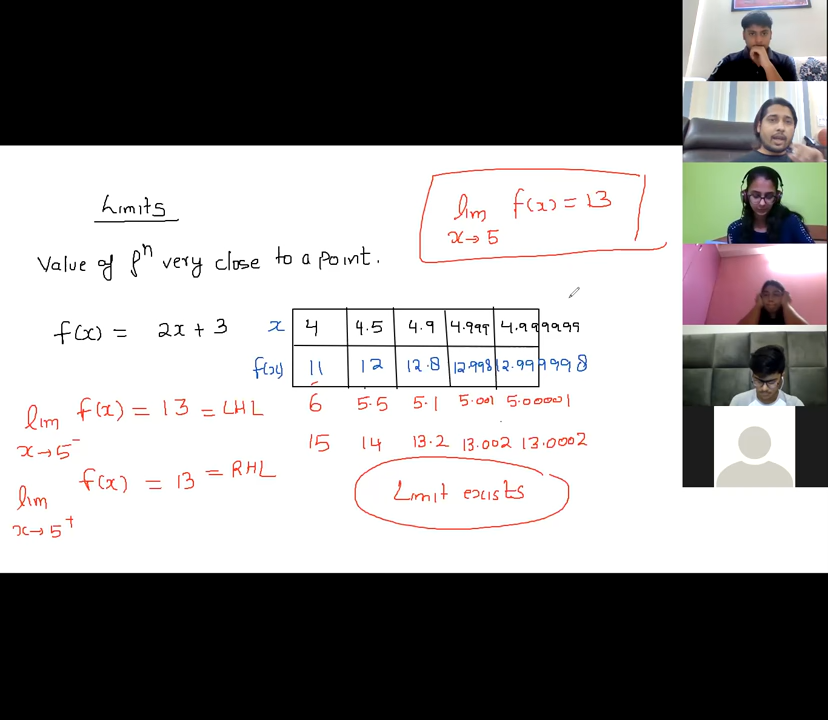 Limits
lim f(x) = 13
x→5
Value of fⁿ very close to a point.
f(x) = 2x + 3
x 4 4.5 4.9 4.999 4.9999999
f(x) 11 12 12.8 12.998 12.9999998
6 5.5 5.1 5.001 5.00001
15 14 13.2 13.002 13.0002
lim f(x) = 13 = LHL
x→5⁻
lim f(x) = 13 = RHL
x→5⁺
Limit exists